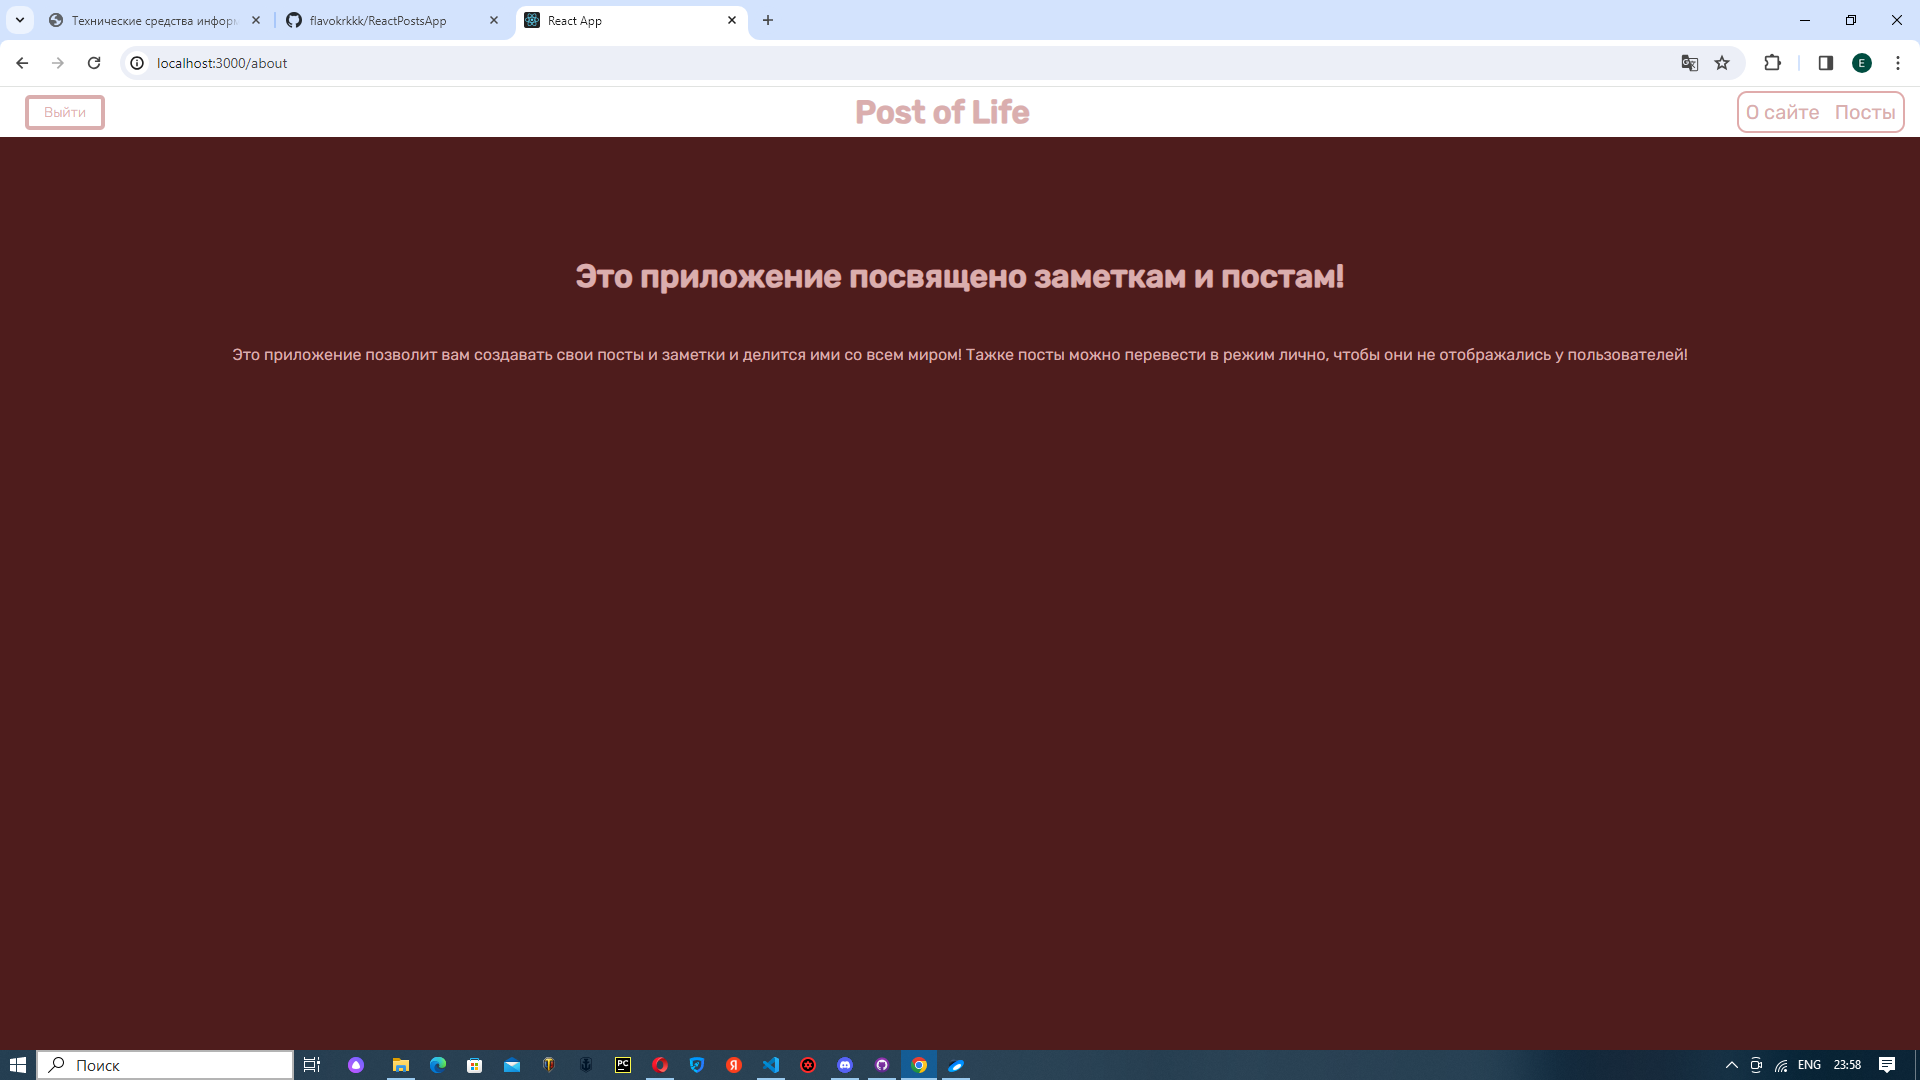 Технические средства информ
flavokrkkk/ReactPostsApp
React App
localhost:3000/about
E
Выйти
Post of Life
О сайте Посты
Это приложение посвящено заметкам и постам!
Это приложение позволит вам создавать свои посты и заметки и делится ими со всем миром! Тажке посты можно перевести в режим лично, чтобы они не отображались у пользователей!
Поиск
PC
Я
ENG
23:58